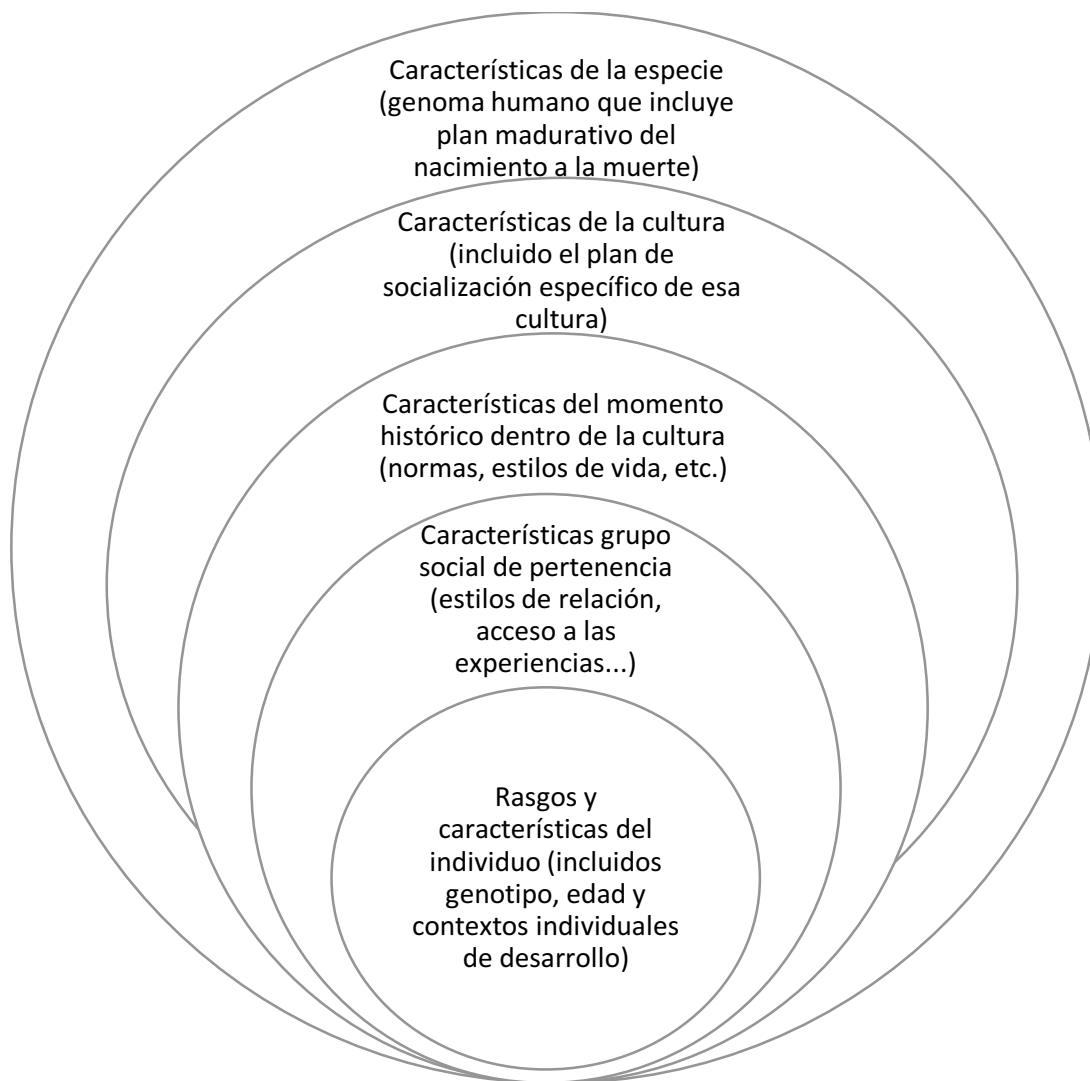 Características de la especie
(genoma humano que incluye
plan madurativo del
nacimiento a la muerte)
Características de la cultura
(incluido el plan de
socialización específico de esa
cultura)
Características del momento
histórico dentro de la cultura
(normas, estilos de vida, etc.)
Características grupo
social de pertenencia
(estilos de relación,
acceso a las
experiencias...)
Rasgos y
características del
individuo (incluidos
genotipo, edad y
contextos individuales
de desarrollo)